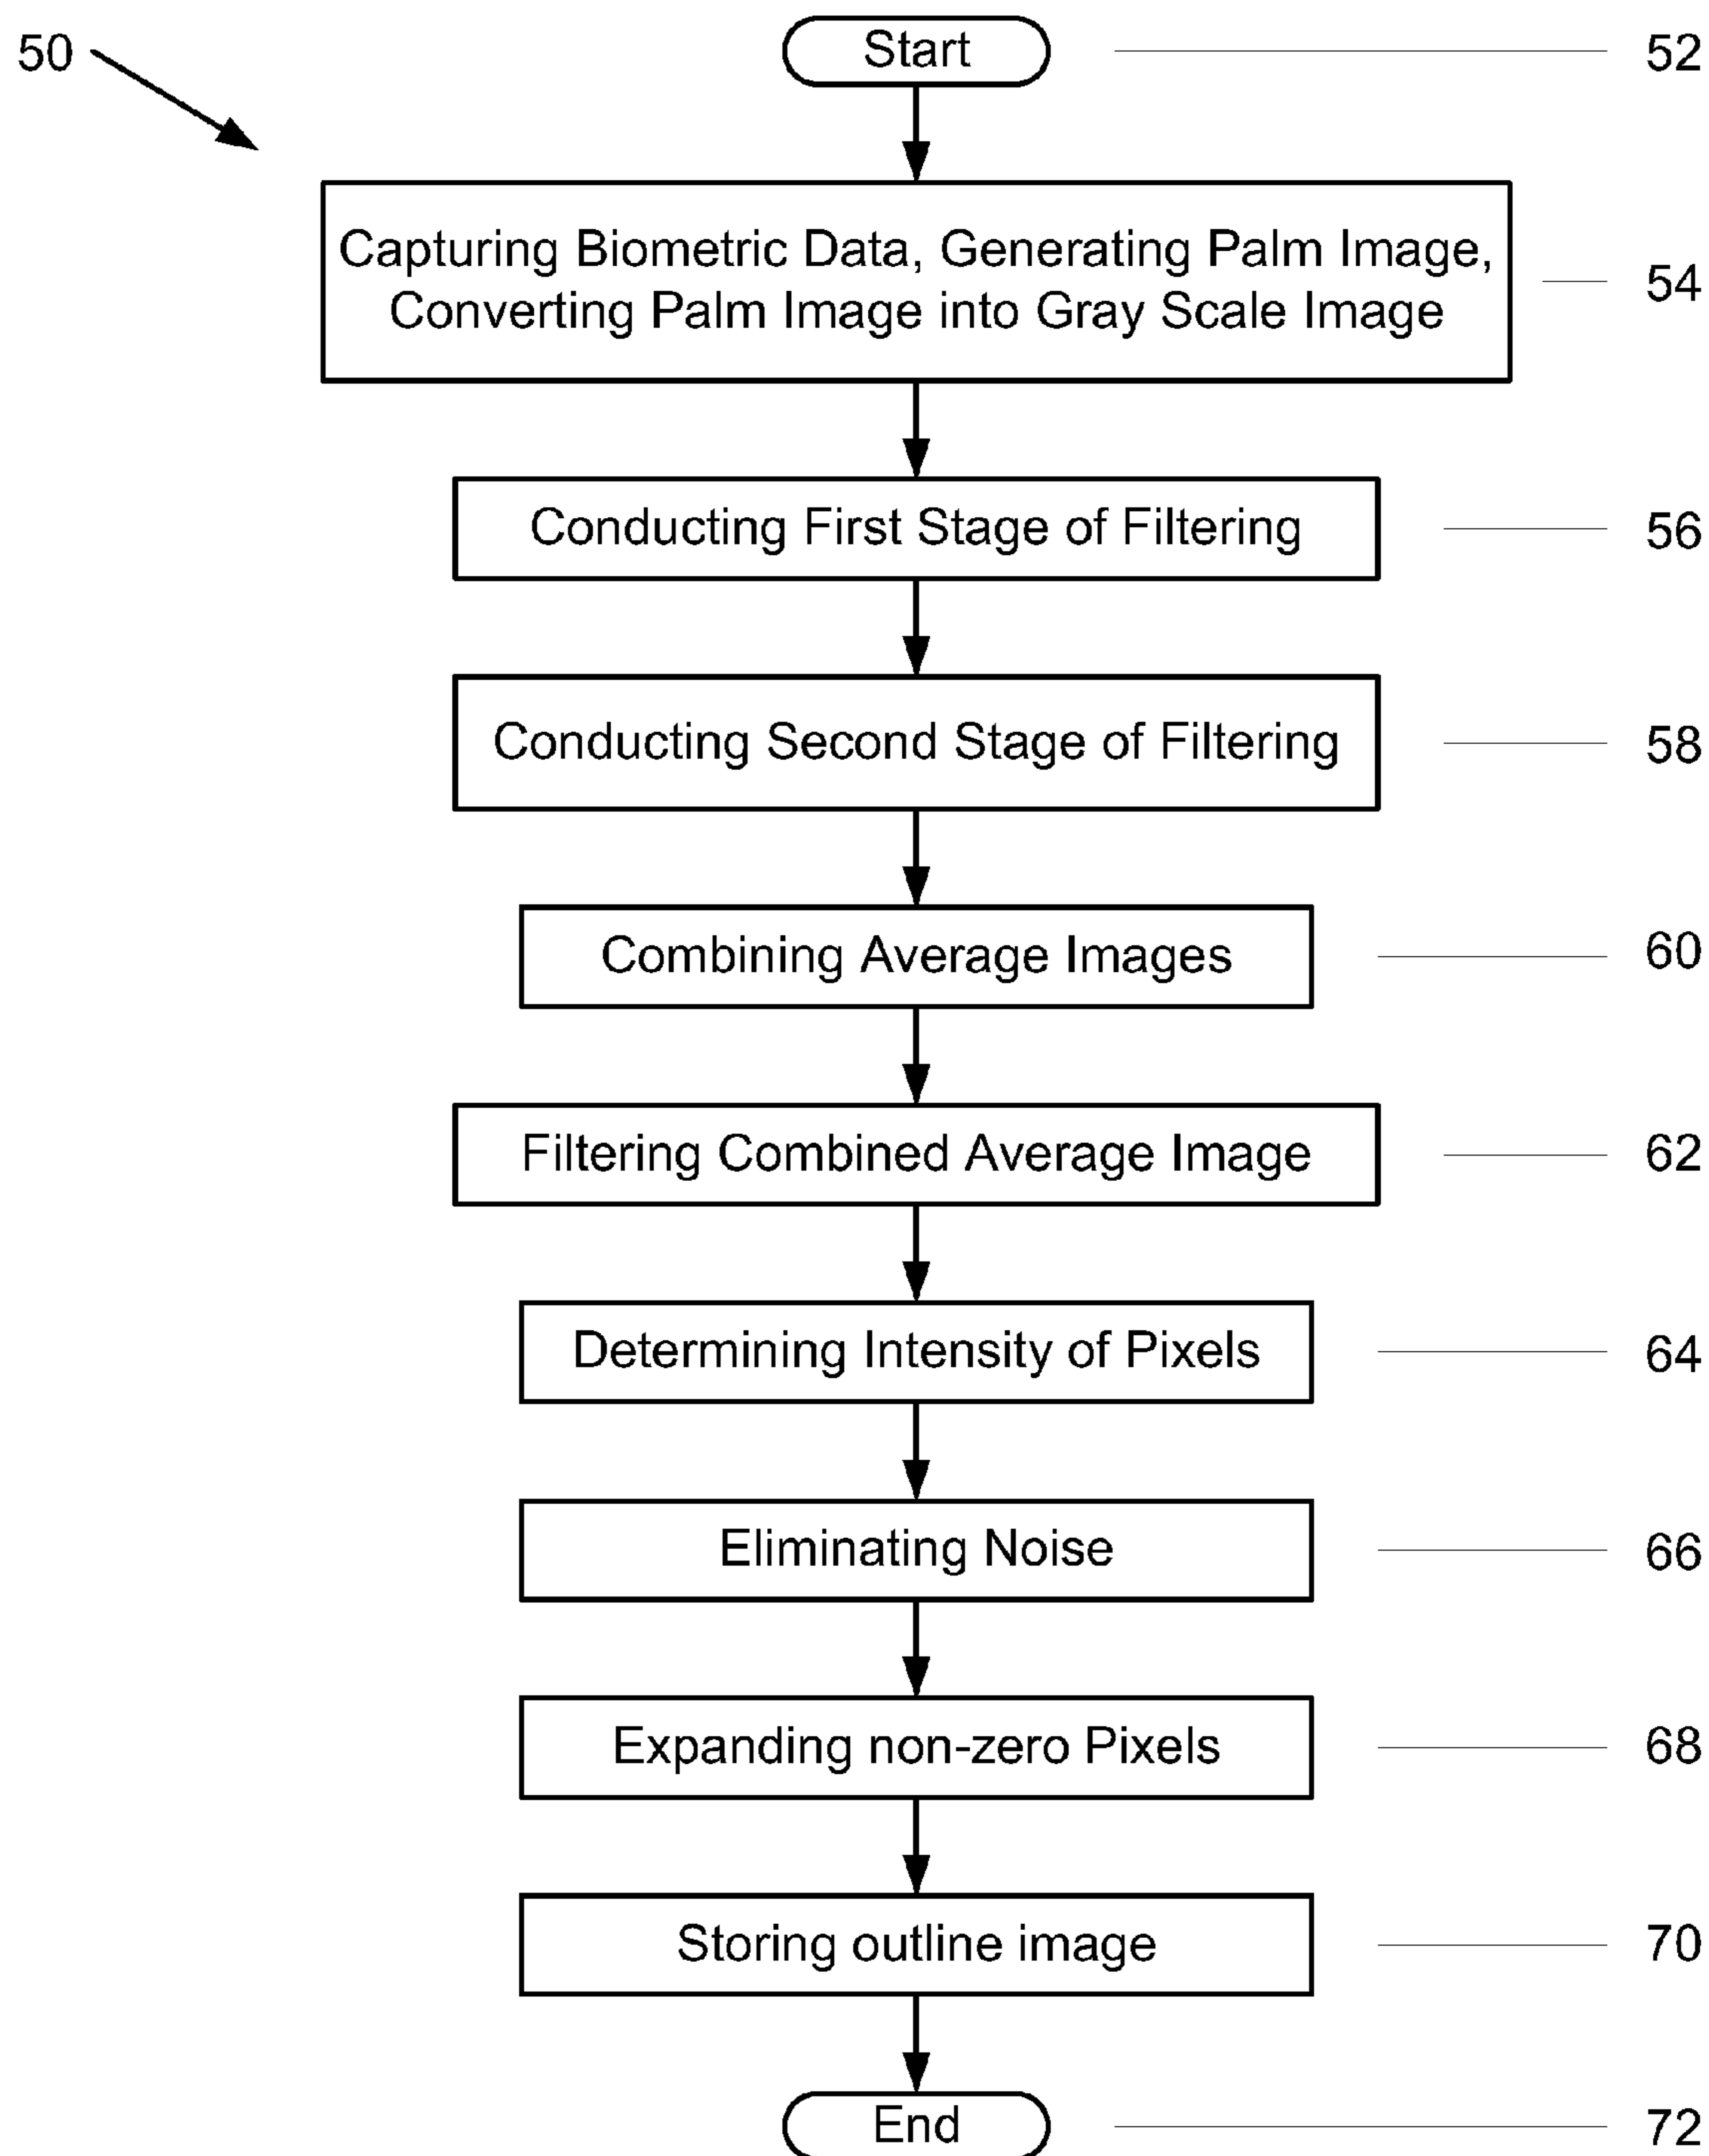 50
Start
52
Capturing Biometric Data, Generating Palm Image,
Converting Palm Image into Gray Scale Image
54
Conducting First Stage of Filtering
56
Conducting Second Stage of Filtering
58
Combining Average Images
60
Filtering Combined Average Image
62
Determining Intensity of Pixels
64
Eliminating Noise
66
Expanding non-zero Pixels
68
Storing outline image
70
End
72